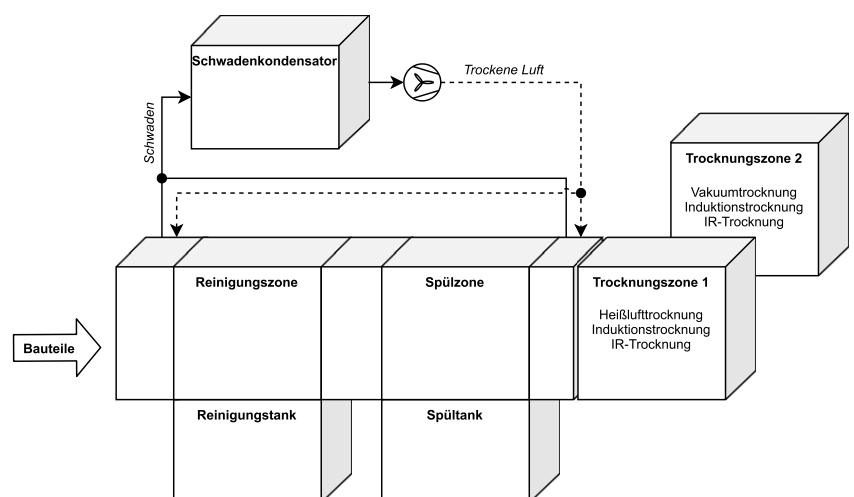 Schwadenkondensator
Trockene Luft
Schwaden
Trocknungszone 2
Vakuumtrocknung
Induktionstrocknung
IR-Trocknung
Reinigungszone
Spülzone
Trocknungszone 1
Heißlufttrocknung
Induktionstrocknung
IR-Trocknung
Bauteile
Reinigungstank
Spültank